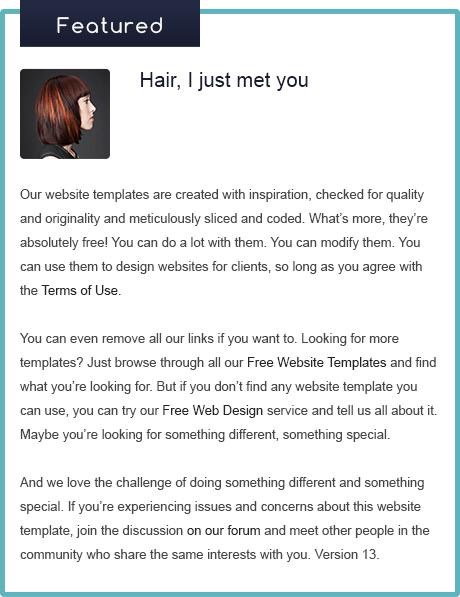 Featured
Hair, I just met you
Our website templates are created with inspiration, checked for quality
and originality and meticulously sliced and coded. What’s more, they’re
absolutely free! You can do a lot with them. You can modify them. You
can use them to design websites for clients, so long as you agree with
the Terms of Use.
You can even remove all our links if you want to. Looking for more
templates? Just browse through all our Free Website Templates and find
what you’re looking for. But if you don’t find any website template you
can use, you can try our Free Web Design service and tell us all about it.
Maybe you’re looking for something different, something special.
And we love the challenge of doing something different and something
special. If you’re experiencing issues and concerns about this website
template, join the discussion on our forum and meet other people in the
community who share the same interests with you. Version 13.